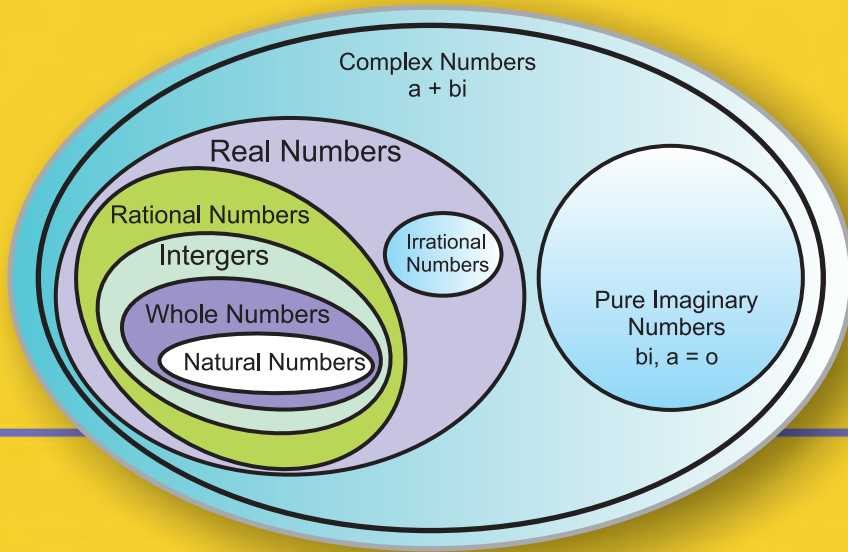 Complex Numbers
a + bi
Real Numbers
Rational Numbers
Intergers
Whole Numbers
Natural Numbers
Irrational
Numbers
Pure Imaginary
Numbers
bi, a = o